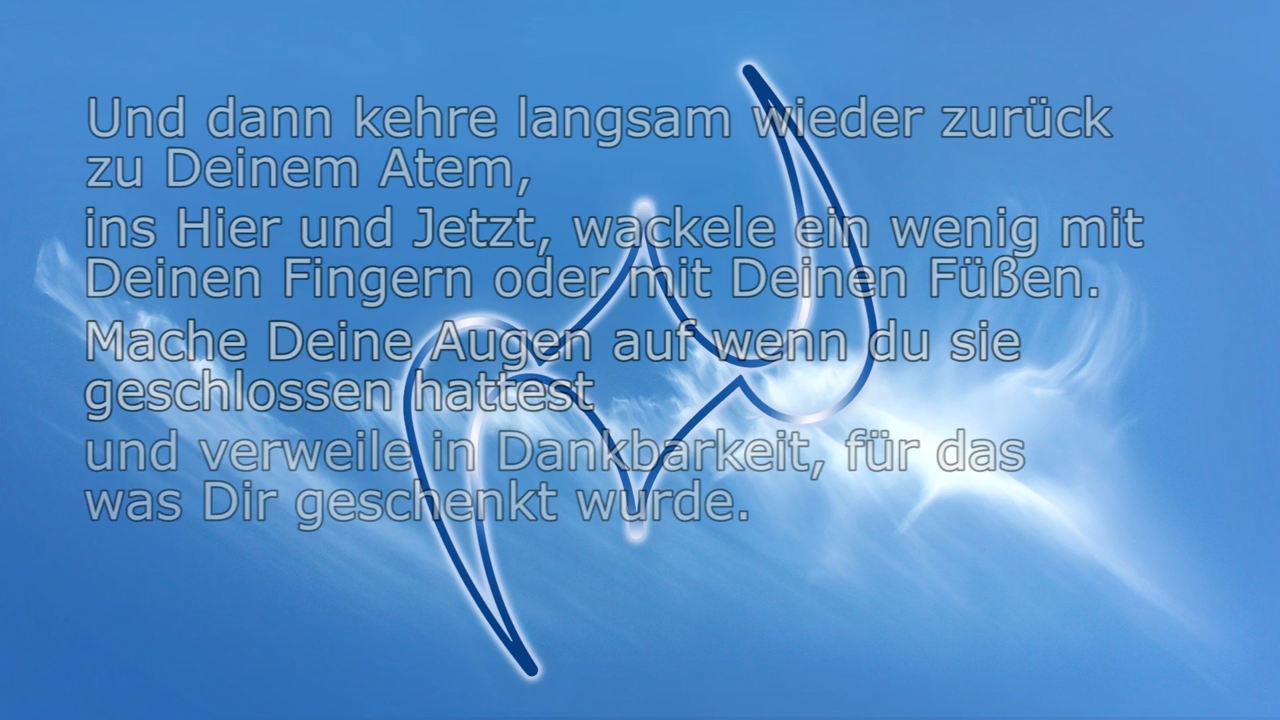 Und dann kehre langsam wieder zurück
zu Deinem Atem,
ins Hier und Jetzt, wackele ein wenig mit
Deinen Fingern oder mit Deinen Füßen.
Mache Deine Augen auf wenn du sie
geschlossen hattest
und verweile in Dankbarkeit, für das
was Dir geschenkt wurde.